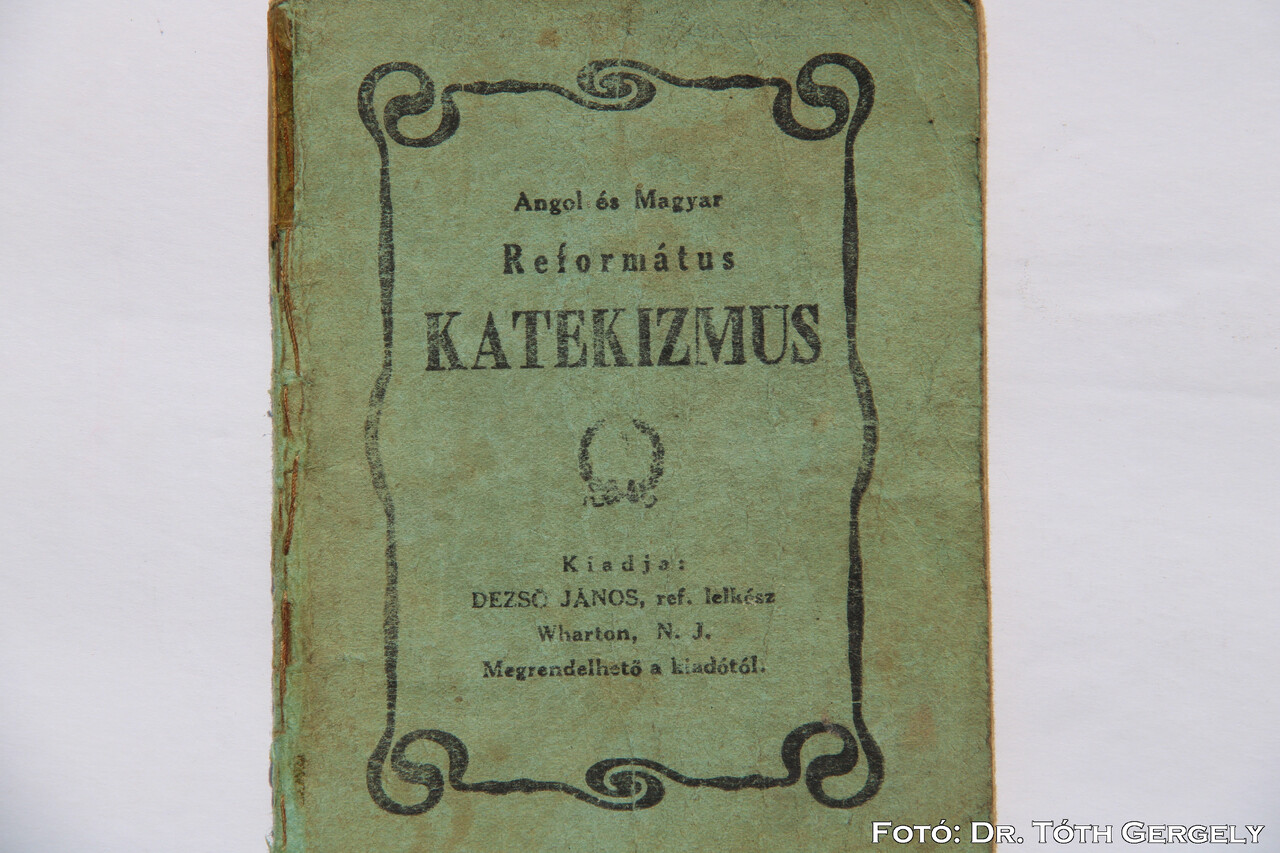 Angol és Magyar
Református
KATEKIZMUS
Kiadja:
DEZSŐ JÁNOS, ref. lelkész
Wharton, N. J.
Megrendelhető a kiadótól.
Fotó: Dr. Tóth Gergely